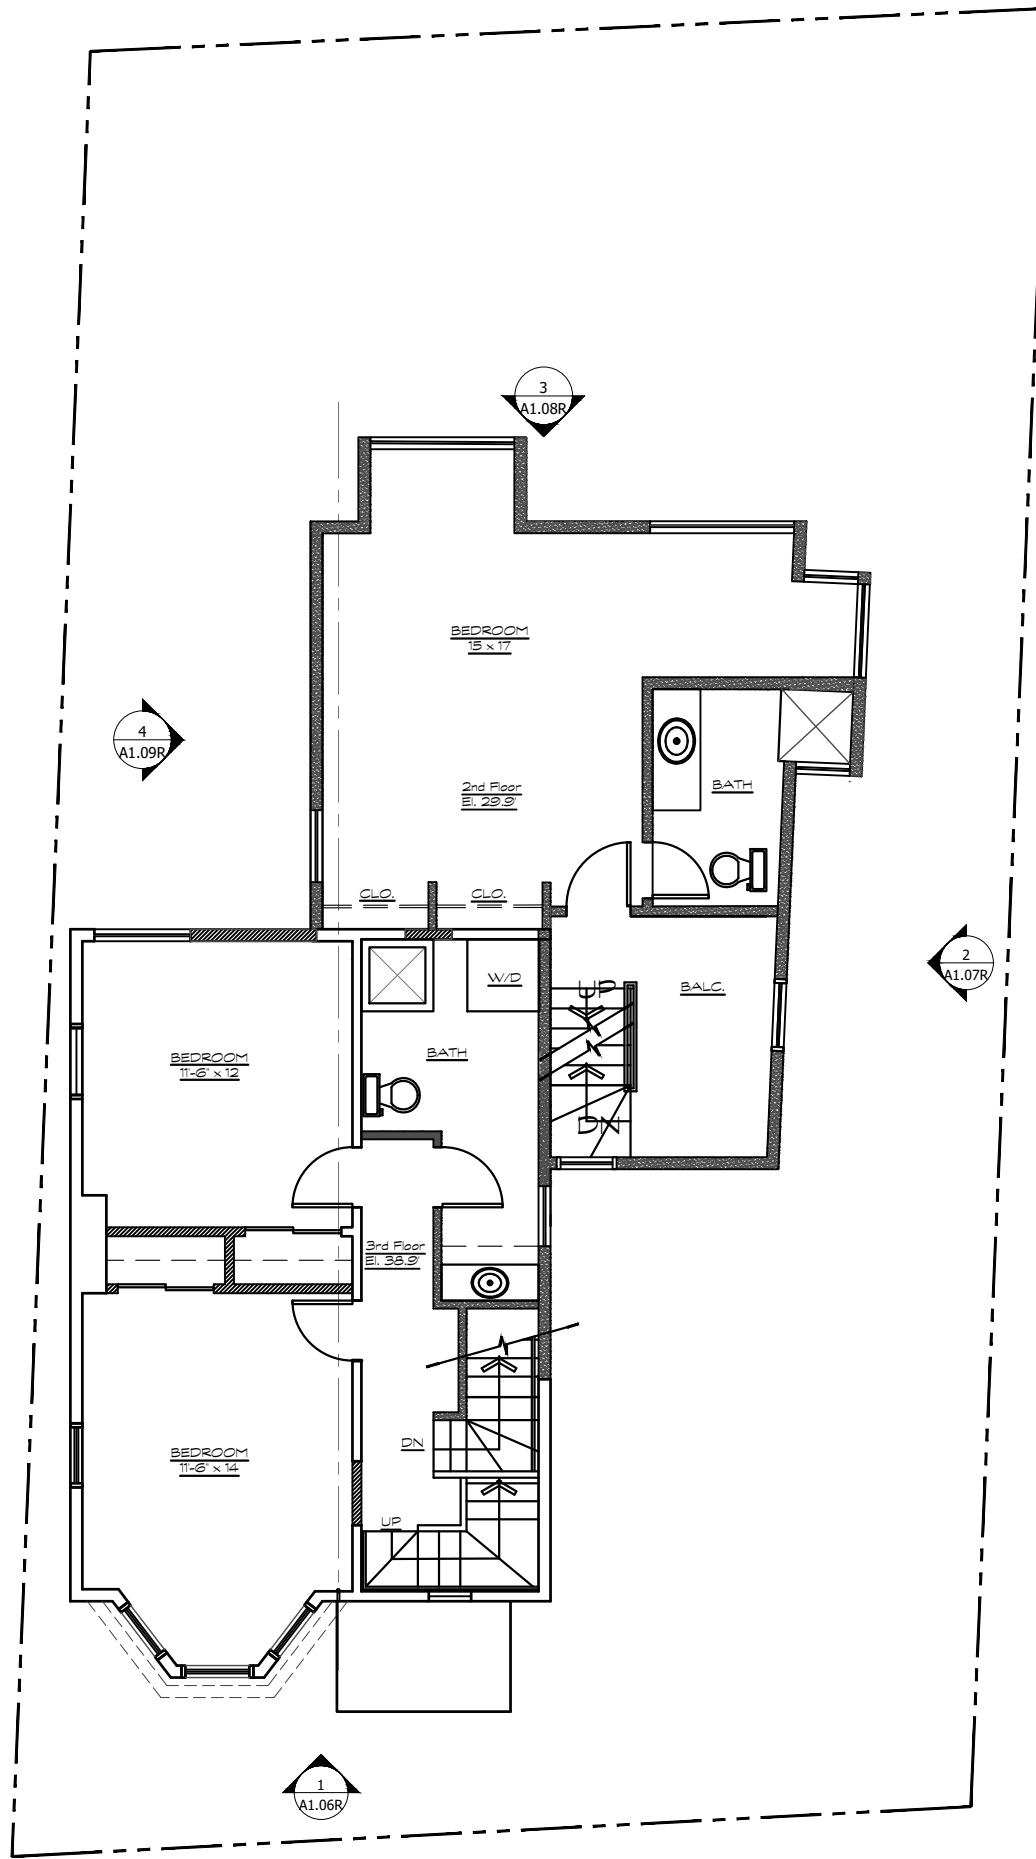 3
A1.08R
BEDROOM
15 x 17
4
A1.09R
2nd Floor
El. 29.9'
BATH
CLO.
CLO.
2
A1.07R
W/D
UP
BALC.
BEDROOM
11'-6" x 12
BATH
DN
3rd Floor
El. 38.9'
DN
BEDROOM
11'-6" x 14
UP
1
A1.06R